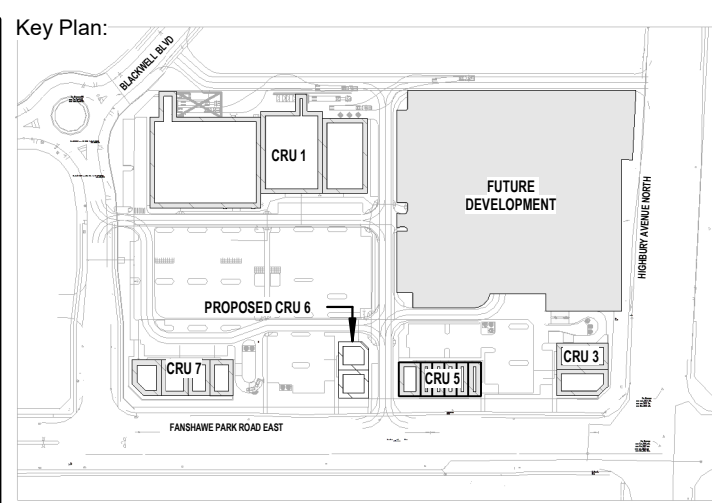 Key Plan:
BLACKWELL BLVD
CRU 1
FUTURE
DEVELOPMENT
HIGHBURY AVENUE NORTH
PROPOSED CRU 6
CRU 7
CRU 5
CRU 3
FANSHAWE PARK ROAD EAST